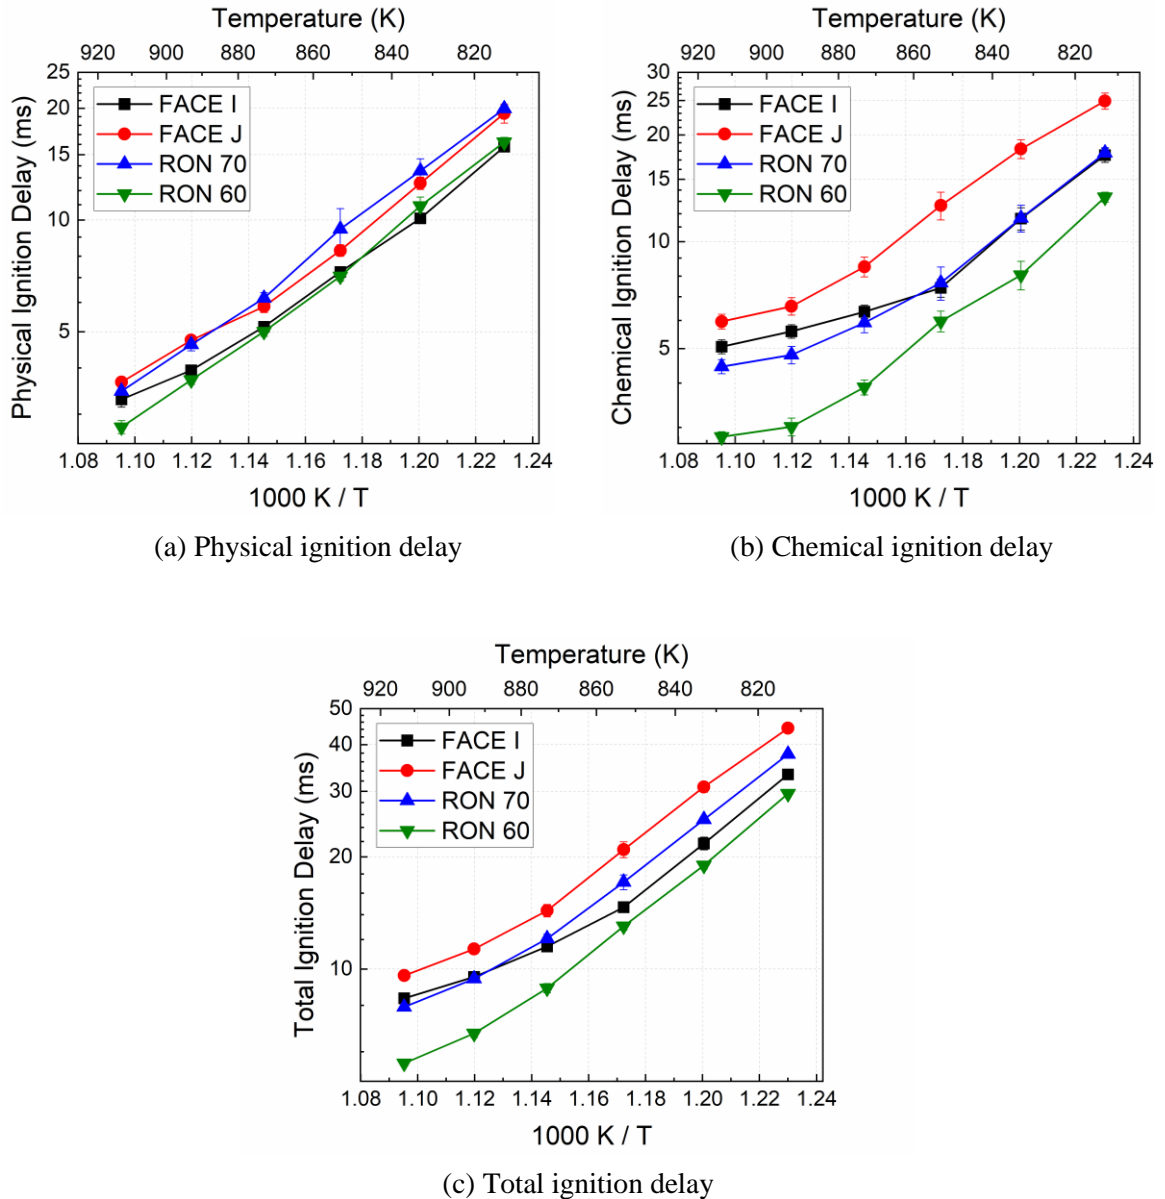 Temperature (K)
920 900 880 860 840 820
25
20
15
10
5
Physical Ignition Delay (ms)
FACE I
FACE J
RON 70
RON 60
1.08 1.10 1.12 1.14 1.16 1.18 1.20 1.22 1.24
1000 K / T
(a) Physical ignition delay
Temperature (K)
920 900 880 860 840 820
30
25
20
15
10
5
Chemical Ignition Delay (ms)
FACE I
FACE J
RON 70
RON 60
1.08 1.10 1.12 1.14 1.16 1.18 1.20 1.22 1.24
1000 K / T
(b) Chemical ignition delay
Temperature (K)
920 900 880 860 840 820
50
40
30
20
10
Total Ignition Delay (ms)
FACE I
FACE J
RON 70
RON 60
1.08 1.10 1.12 1.14 1.16 1.18 1.20 1.22 1.24
1000 K / T
(c) Total ignition delay